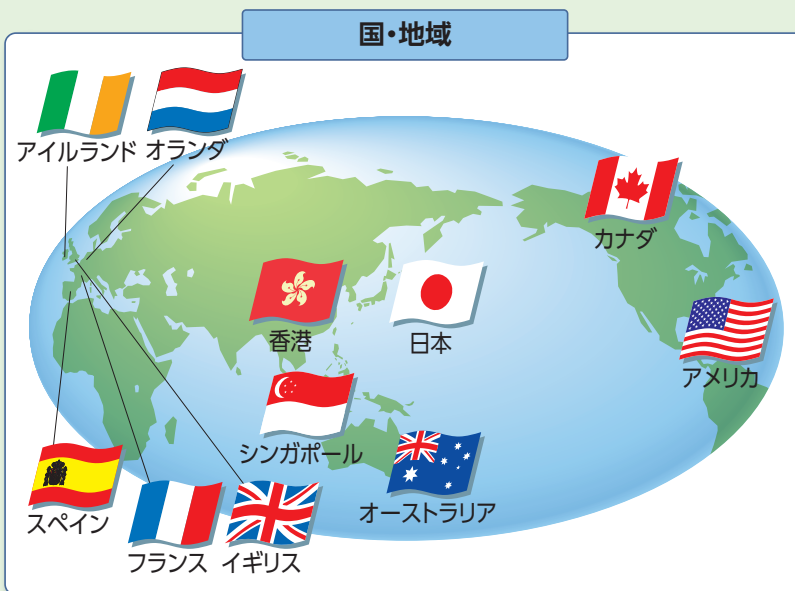 国・地域
アイルランド
オランダ
カナダ
香港
日本
アメリカ
シンガポール
オーストラリア
スペイン
フランス
イギリス